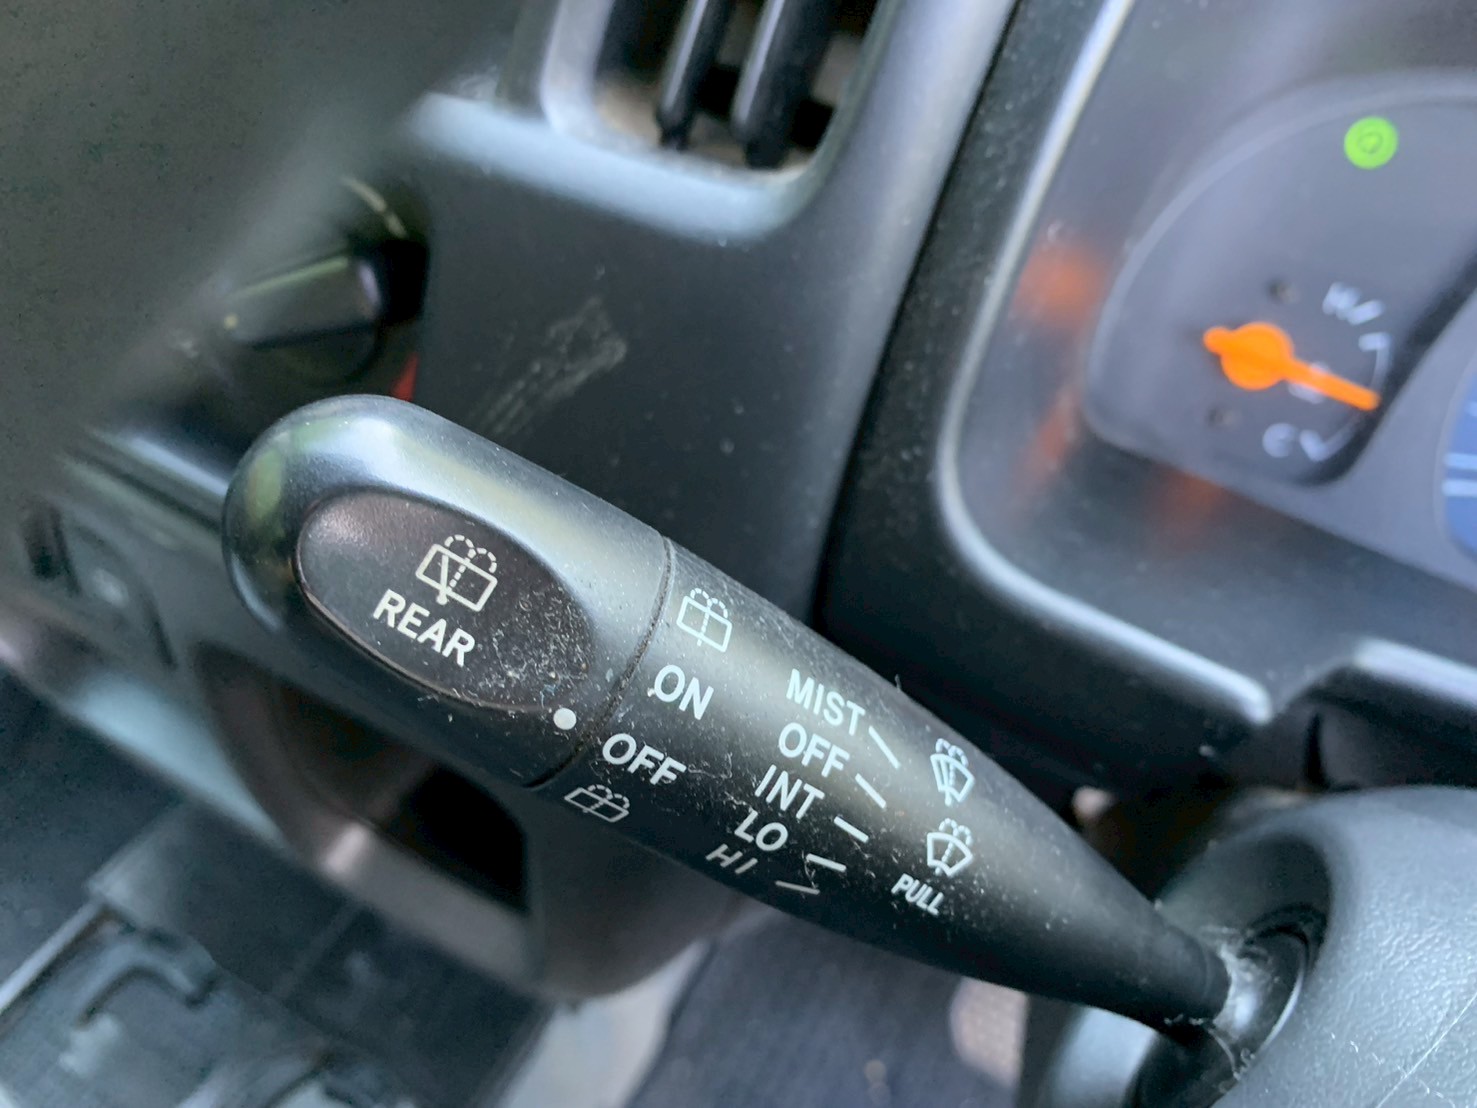 REAR
ON
OFF
MIST
OFF
INT
LO
HI
PULL